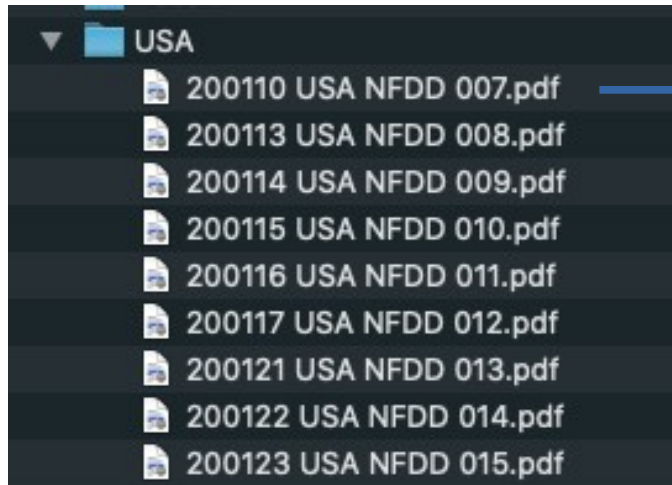 USA
200110 USA NFDD 007.pdf
200113 USA NFDD 008.pdf
200114 USA NFDD 009.pdf
200115 USA NFDD 010.pdf
200116 USA NFDD 011.pdf
200117 USA NFDD 012.pdf
200121 USA NFDD 013.pdf
200122 USA NFDD 014.pdf
200123 USA NFDD 015.pdf